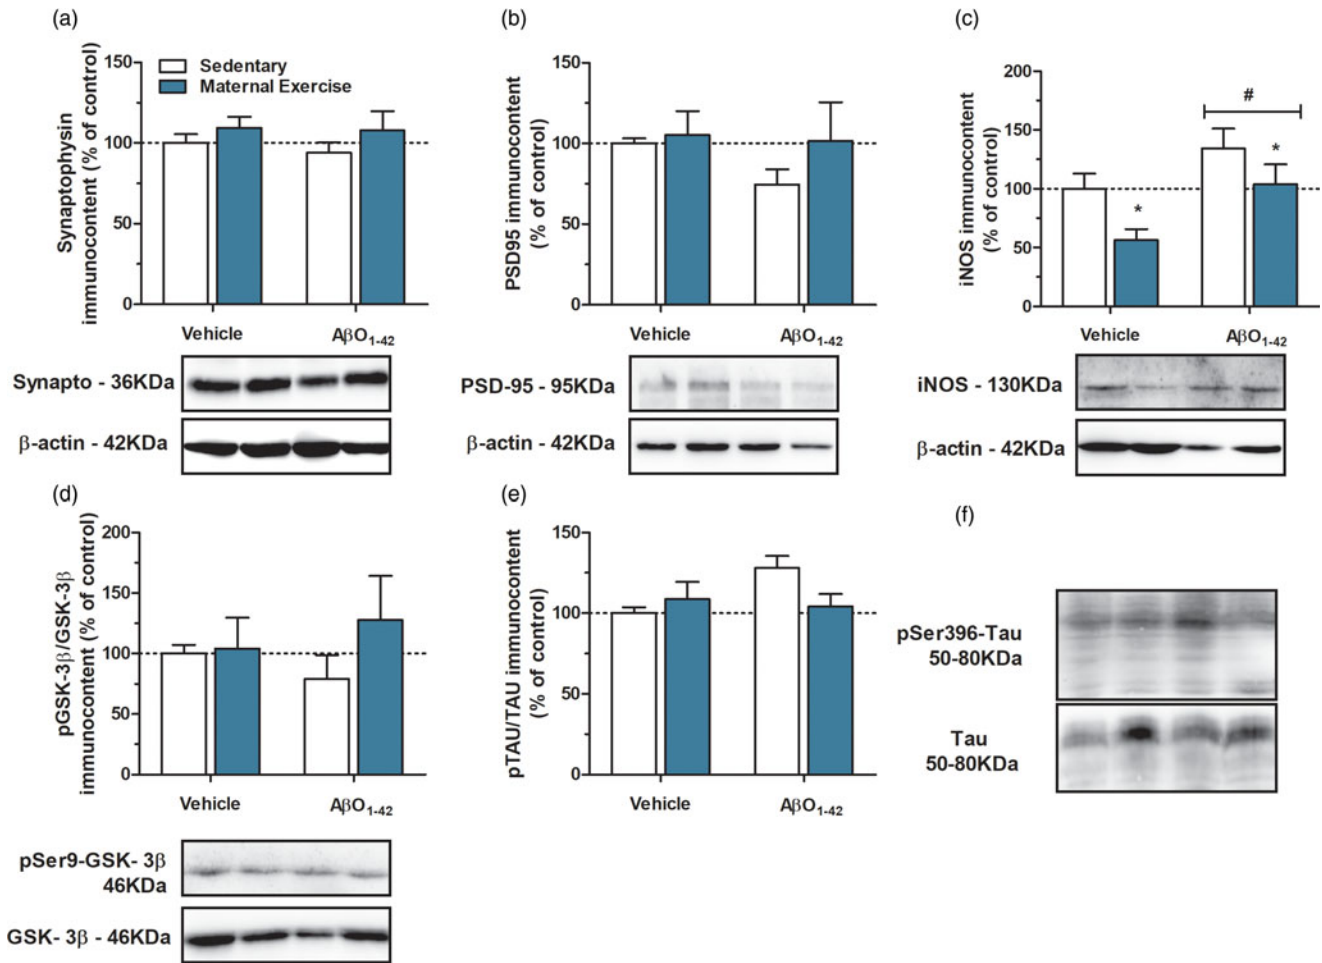 (a)
Synaptophysin
immunocontent (% of control)
150
100
50
0
Sedentary
Maternal Exercise
Vehicle
AβO1-42
Synapto - 36KDa
β-actin - 42KDa
(b)
PSD95 immunocontent
(% of control)
150
100
50
0
Vehicle
AβO1-42
PSD-95 - 95KDa
β-actin - 42KDa
(c)
iNOS immunocontent
(% of control)
200
150
100
50
0
*
#
*
Vehicle
AβO1-42
iNOS - 130KDa
β-actin - 42KDa
(d)
pGSK-3β/GSK-3β
immunocontent (% of control)
200
150
100
50
0
Vehicle
AβO1-42
pSer9-GSK- 3β
46KDa
GSK- 3β - 46KDa
(e)
pTAU/TAU immunocontent
(% of control)
150
100
50
0
Vehicle
AβO1-42
(f)
pSer396-Tau
50-80KDa
Tau
50-80KDa